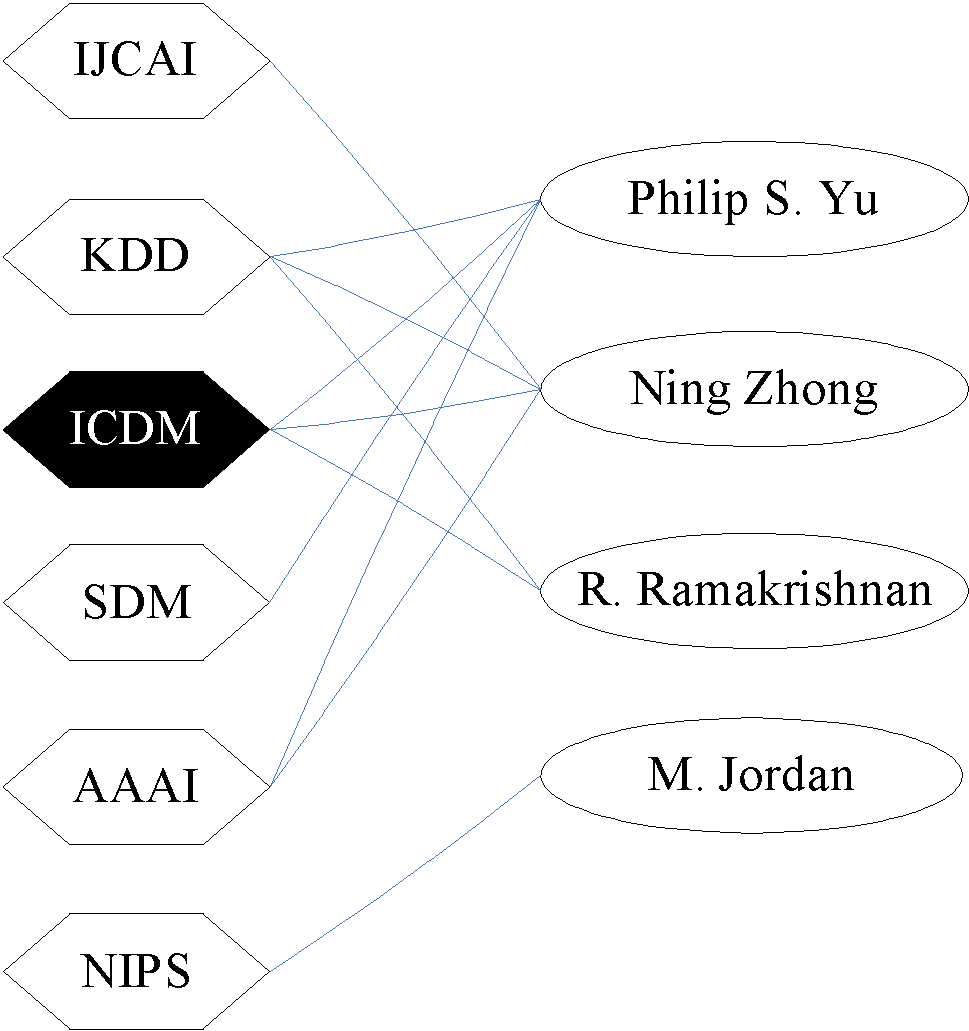 IJCAI
KDD
ICDM
SDM
AAAI
NIPS
Philip S. Yu
Ning Zhong
R. Ramakrishnan
M. Jordan